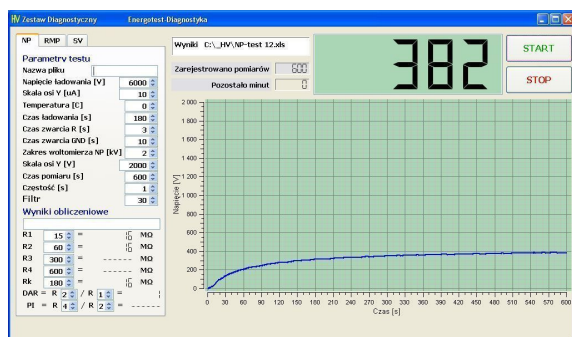 HV Zestaw Diagnostyczny Energotest-Diagnostyka
NP RMP SV
Parametry testu
Nazwa pliku
Napięcie ładowania [V] 6000
Skala osi Y [uA] 10
Temperatura [C] 0
Czas ładowania [s] 180
Czas zwarcia R [s] 3
Czas zwarcia GND [s] 10
Zakres woltomierza NP [kV] 2
Skala osi Y [V] 2000
Czas pomiaru [s] 600
Częstość [s] 1
Filtr 30
Wyniki obliczeniowe
R1 15 = 16 MΩ
R2 60 = 16 MΩ
R3 300 = ----- MΩ
R4 600 = ----- MΩ
Rk 180 = 16 MΩ
DAR = R 2 / R 1 = 1
PI = R 4 / R 2 = -----
Wyniki C:\_HV\NP-test 12.xls
Zarejestrowano pomiarów 600
Pozostało minut 0
382
START
STOP
2 000
1 800
1 600
1 400
1 200
1 000
800
600
400
200
0
Napięcie [V]
0 30 60 90 120 150 180 210 240 270 300 330 360 390 420 450 480 510 540 570 600
Czas [s]